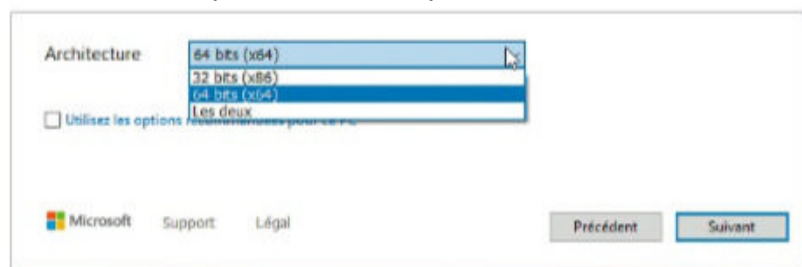 Architecture 64 bits (x64)
32 bits (x86)
64 bits (x64)
Les deux
Utilisez les options recommandées pour ce PC
Microsoft Support Légal Précédent Suivant